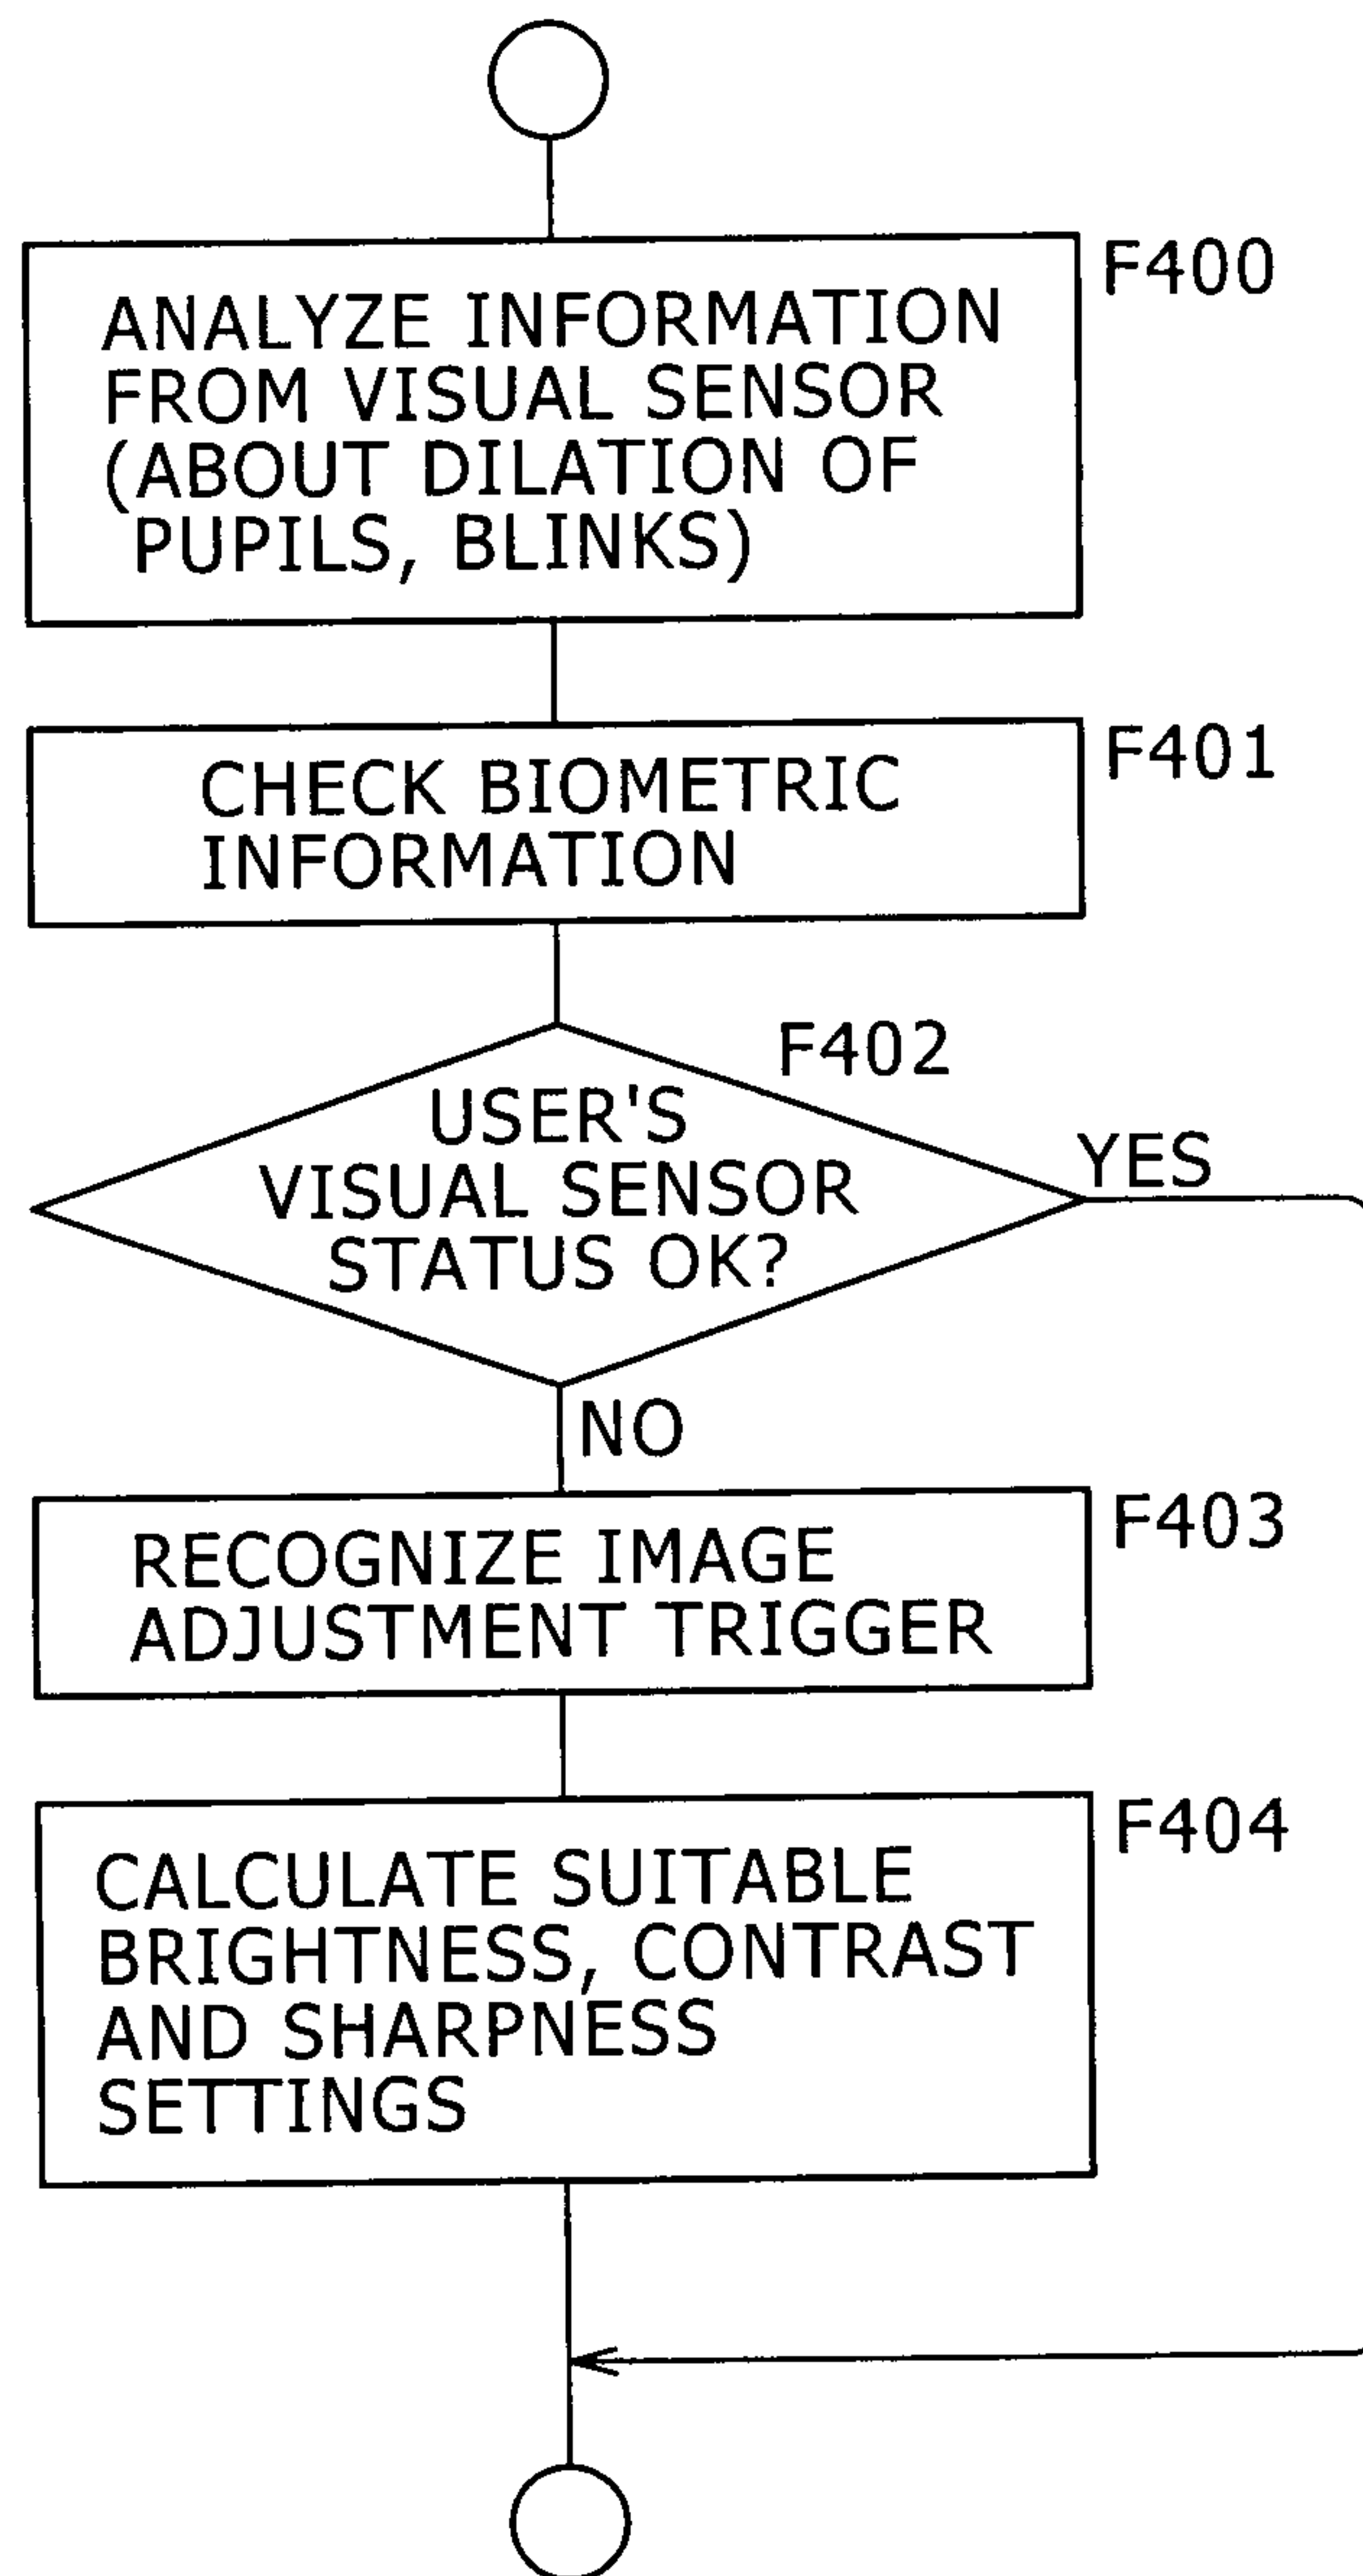 F400
ANALYZE INFORMATION
FROM VISUAL SENSOR
(ABOUT DILATION OF
PUPILS, BLINKS)
F401
CHECK BIOMETRIC
INFORMATION
F402
USER'S
VISUAL SENSOR
STATUS OK?
YES
NO
F403
RECOGNIZE IMAGE
ADJUSTMENT TRIGGER
F404
CALCULATE SUITABLE
BRIGHTNESS, CONTRAST
AND SHARPNESS
SETTINGS